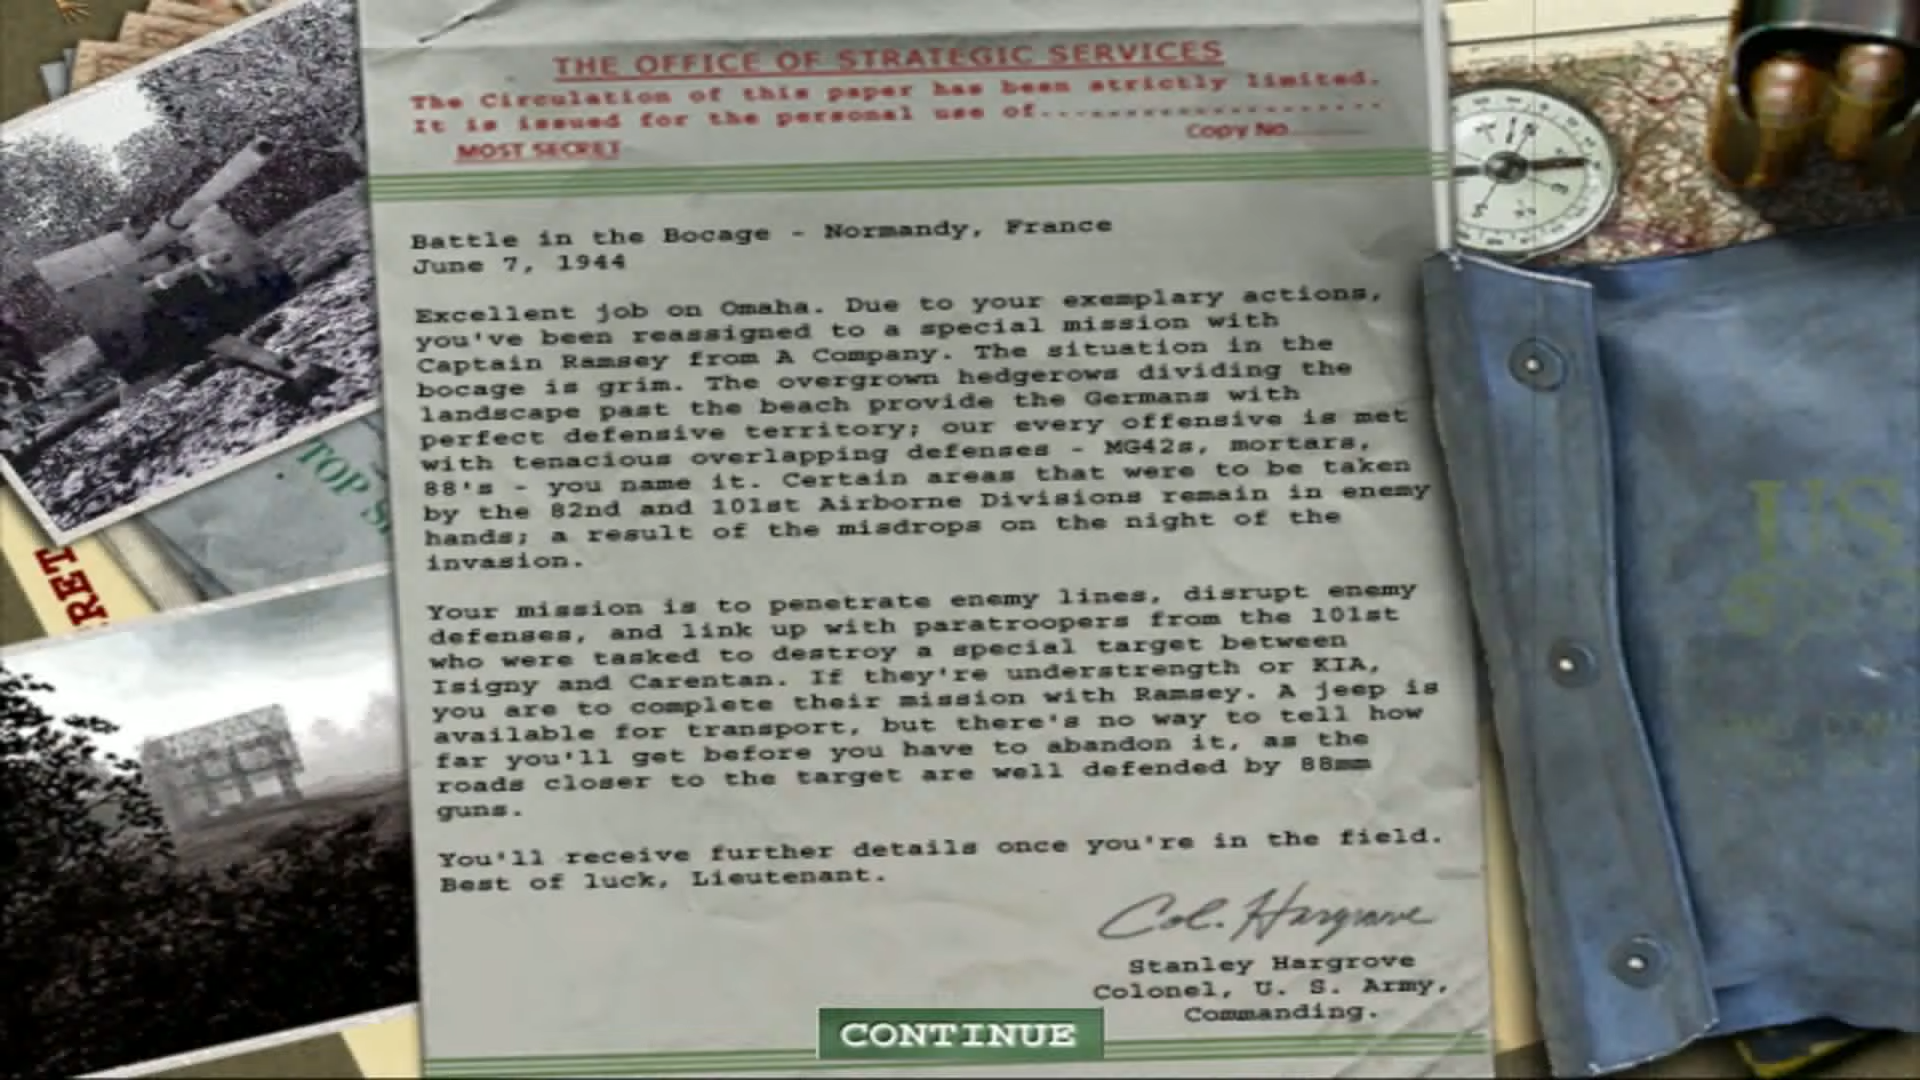 THE OFFICE OF STRATEGIC SERVICES
The Circulation of this paper has been strictly limited.
It is issued for the personal use of...................
MOST SECRET
Copy No.
Battle in the Bocage - Normandy, France
June 7, 1944
Excellent job on Omaha. Due to your exemplary actions,
you've been reassigned to a special mission with
Captain Ramsey from A Company. The situation in the
bocage is grim. The overgrown hedgerows dividing the
landscape past the beach provide the Germans with
perfect defensive territory; our every offensive is met
with tenacious overlapping defenses - MG42s, mortars,
88's - you name it. Certain areas that were to be taken
by the 82nd and 101st Airborne Divisions remain in enemy
hands; a result of the misdrops on the night of the
invasion.
Your mission is to penetrate enemy lines, disrupt enemy
defenses, and link up with paratroopers from the 101st
who were tasked to destroy a special target between
Isigny and Carentan. If they're understrength or KIA,
you are to complete their mission with Ramsey. A jeep is
available for transport, but there's no way to tell how
far you'll get before you have to abandon it, as the
roads closer to the target are well defended by 88mm
guns.
You'll receive further details once you're in the field.
Best of luck, Lieutenant.
Col. Hargrove
Stanley Hargrove
Colonel, U. S. Army,
Commanding.
CONTINUE
TOP S
RET
US